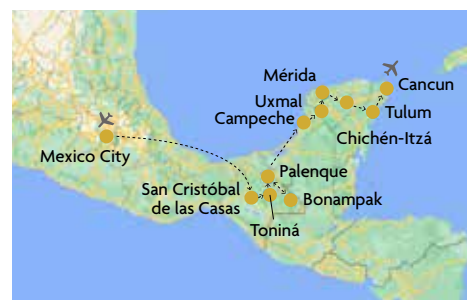 Mérida
Cancun
Uxmal
Campeche
Tulum
Chichén-Itzá
Mexico City
Palenque
San Cristóbal
de las Casas
Bonampak
Toniná